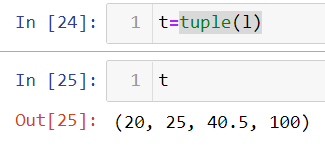 In [24]: 1 t=tuple(l)
In [25]: 1 t
Out[25]: (20, 25, 40.5, 100)